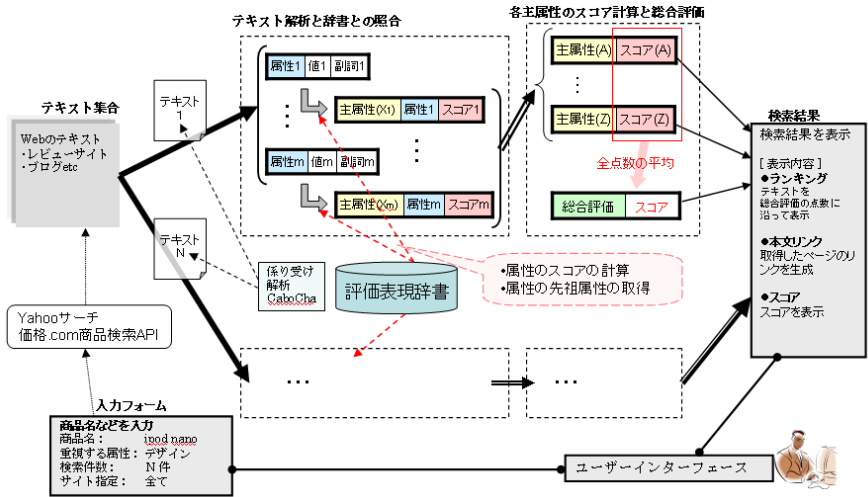 テキスト解析と辞書との照合
各主属性のスコア計算と総合評価
属性1 値1 副詞1
主属性(X1) 属性1 スコア1
⋮
⋮
属性m 値m 副詞m
主属性(Xm) 属性m スコアm
主属性(A) スコア(A)
⋮
主属性(Z) スコア(Z)
全点数の平均
総合評価 スコア
テキスト
1
テキスト
N
テキスト集合
Webのテキスト
・レビューサイト
・ブログetc
係り受け
解析
CaboCha
評価表現辞書
•属性のスコアの計算
•属性の先祖属性の取得
Yahooサーチ
価格.com商品検索API
…
…
入力フォーム
商品名などを入力
商品名： ipod nano
重視する属性： デザイン
検索件数： N 件
サイト指定： 全て
ユーザーインターフェース
検索結果
検索結果を表示
[ 表示内容 ]
●ランキング
テキストを
総合評価の点数に
沿って表示
●本文リンク
取得したページのリ
ンクを生成
●スコア
スコアを表示